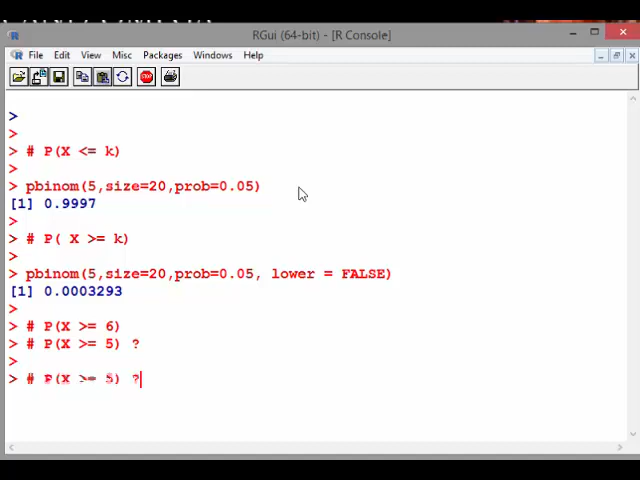 RGui (64-bit) - [R Console]
File Edit View Misc Packages Windows Help
STOP
>
>
> # P(X <= k)
>
> pbinom(5,size=20,prob=0.05)
[1] 0.9997
>
> # P( X >= k)
>
> pbinom(5,size=20,prob=0.05, lower = FALSE)
[1] 0.0003293
>
> # P(X >= 6)
> # P(X >= 5) ?
>
> # P(X >= 5) ?